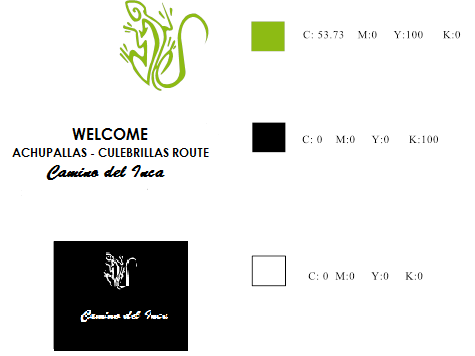 C: 53.73 M:0 Y:100 K:0
WELCOME
ACHUPALLAS - CULEBRILLAS ROUTE
Camino del Inca
C: 0 M:0 Y:0 K:100
Camino del Inca
C: 0 M:0 Y:0 K:0